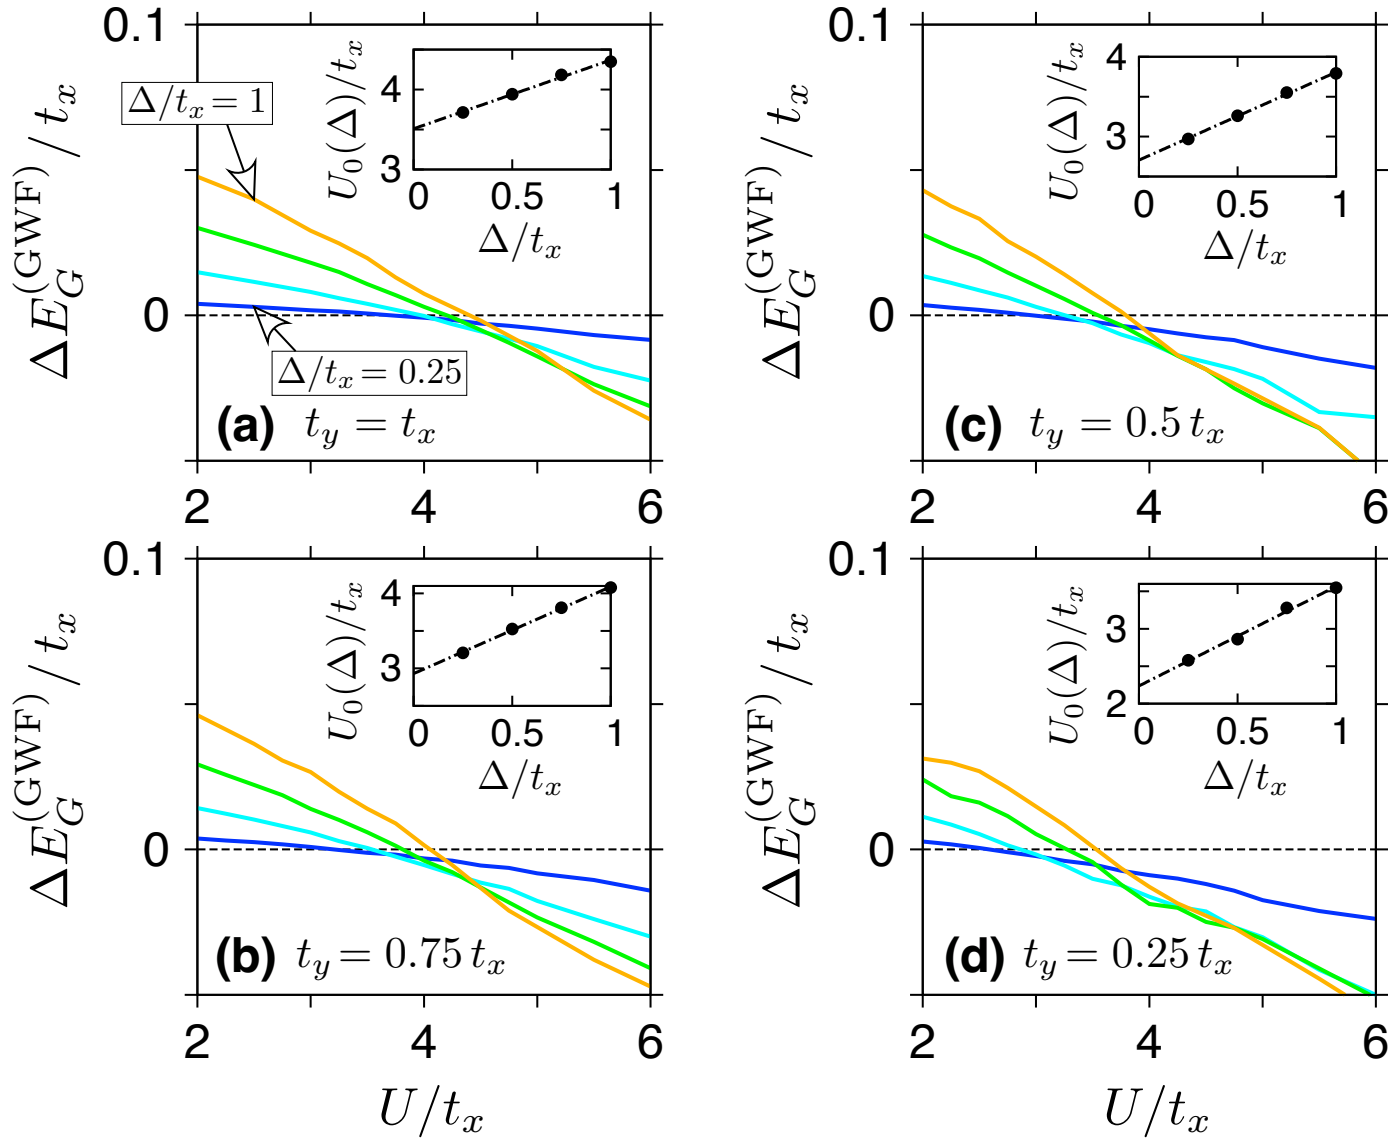 0.1
0
ΔE_G^(GWF) / t_x
Δ/t_x = 1
Δ/t_x = 0.25
U_0(Δ)/t_x
4
3
0 0.5 1
Δ/t_x
(a) t_y = t_x
2 4 6
0.1
0
ΔE_G^(GWF) / t_x
U_0(Δ)/t_x
4
3
0 0.5 1
Δ/t_x
(c) t_y = 0.5 t_x
2 4 6
0.1
0
ΔE_G^(GWF) / t_x
U_0(Δ)/t_x
4
3
0 0.5 1
Δ/t_x
(b) t_y = 0.75 t_x
2 4 6
U/t_x
0.1
0
ΔE_G^(GWF) / t_x
U_0(Δ)/t_x
3
2
0 0.5 1
Δ/t_x
(d) t_y = 0.25 t_x
2 4 6
U/t_x